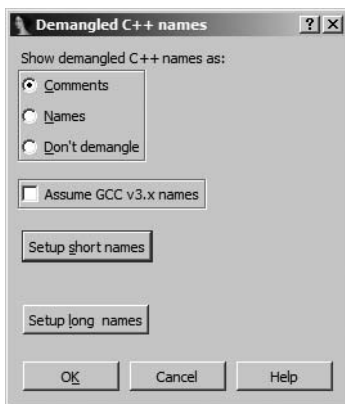 Demangled C++ names
Show demangled C++ names as:
Comments
Names
Don't demangle
Assume GCC v3.x names
Setup short names
Setup long names
OK Cancel Help